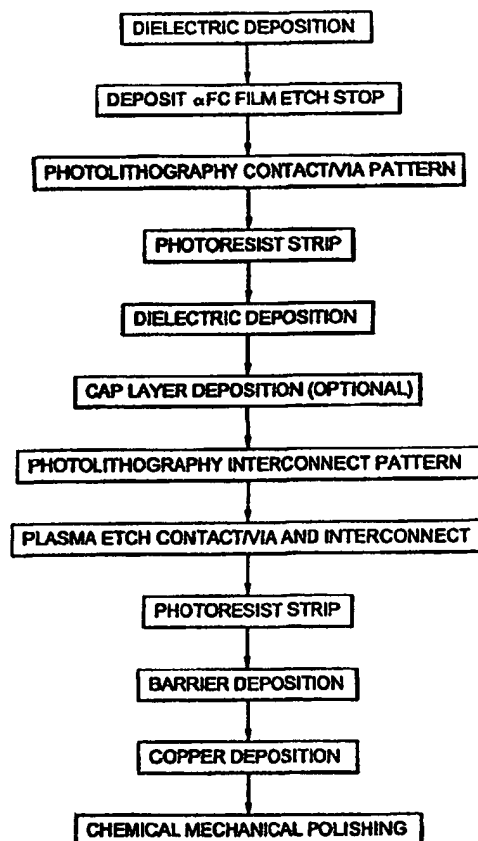 DIELECTRIC DEPOSITION
DEPOSIT αFC FILM ETCH STOP
PHOTOLITHOGRAPHY CONTACT/VIA PATTERN
PHOTORESIST STRIP
DIELECTRIC DEPOSITION
CAP LAYER DEPOSITION (OPTIONAL)
PHOTOLITHOGRAPHY INTERCONNECT PATTERN
PLASMA ETCH CONTACT/VIA AND INTERCONNECT
PHOTORESIST STRIP
BARRIER DEPOSITION
COPPER DEPOSITION
CHEMICAL MECHANICAL POLISHING